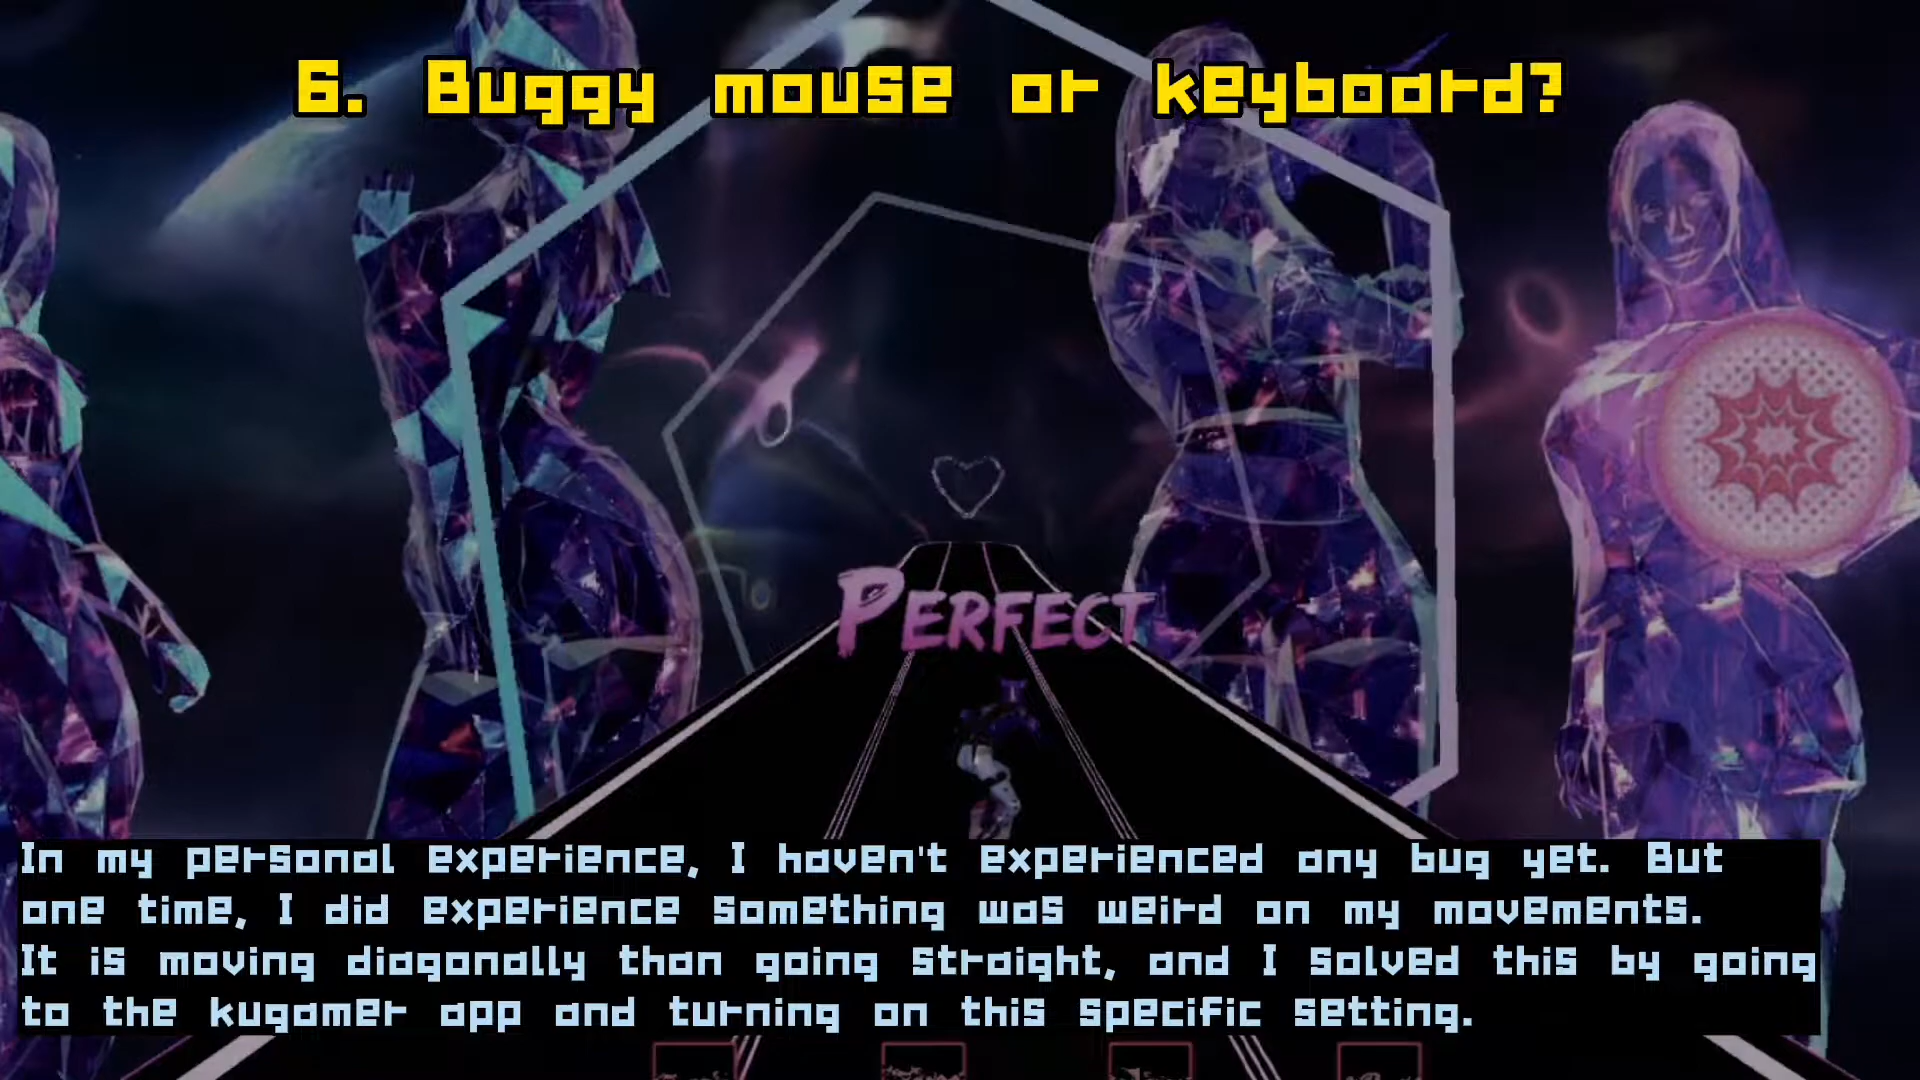 6. Buggy mouse or keyboard?
PERFECT
In my personal experience, I haven't experienced any bug yet. But
one time, I did experience something was weird on my movements.
It is moving diagonally than going straight, and I solved this by going
to the kugamer app and turning on this specific setting.